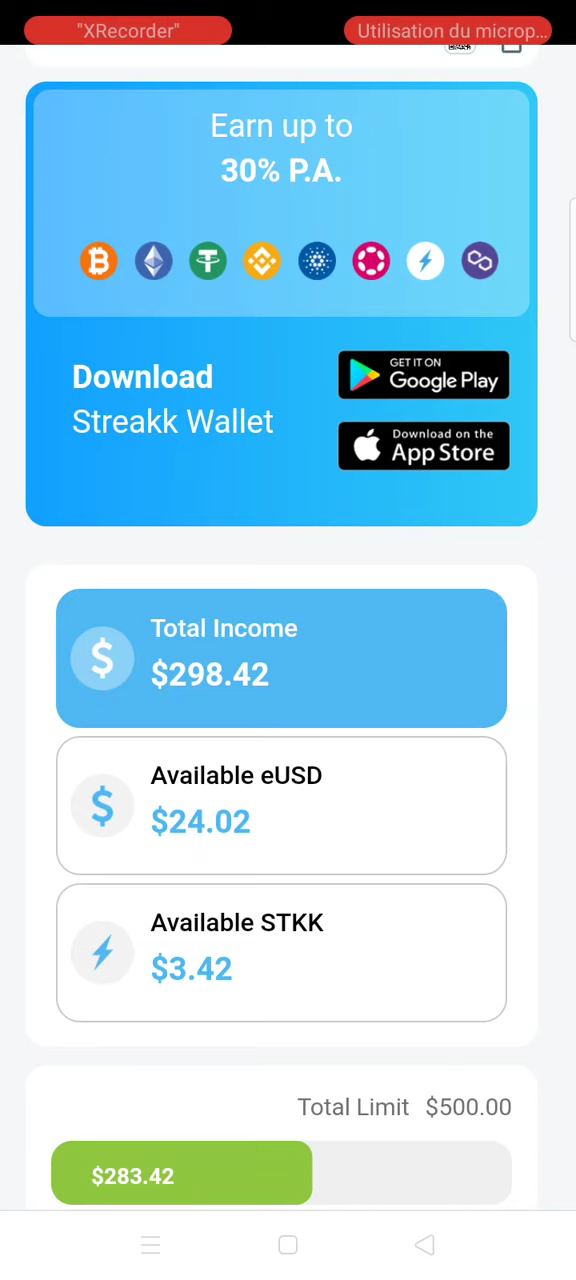 "XRecorder"
Utilisation du microp...
Earn up to
30% P.A.
Download
Streakk Wallet
GET IT ON
Google Play
Download on the
App Store
Total Income
$298.42
Available eUSD
$24.02
Available STKK
$3.42
Total Limit $500.00
$283.42